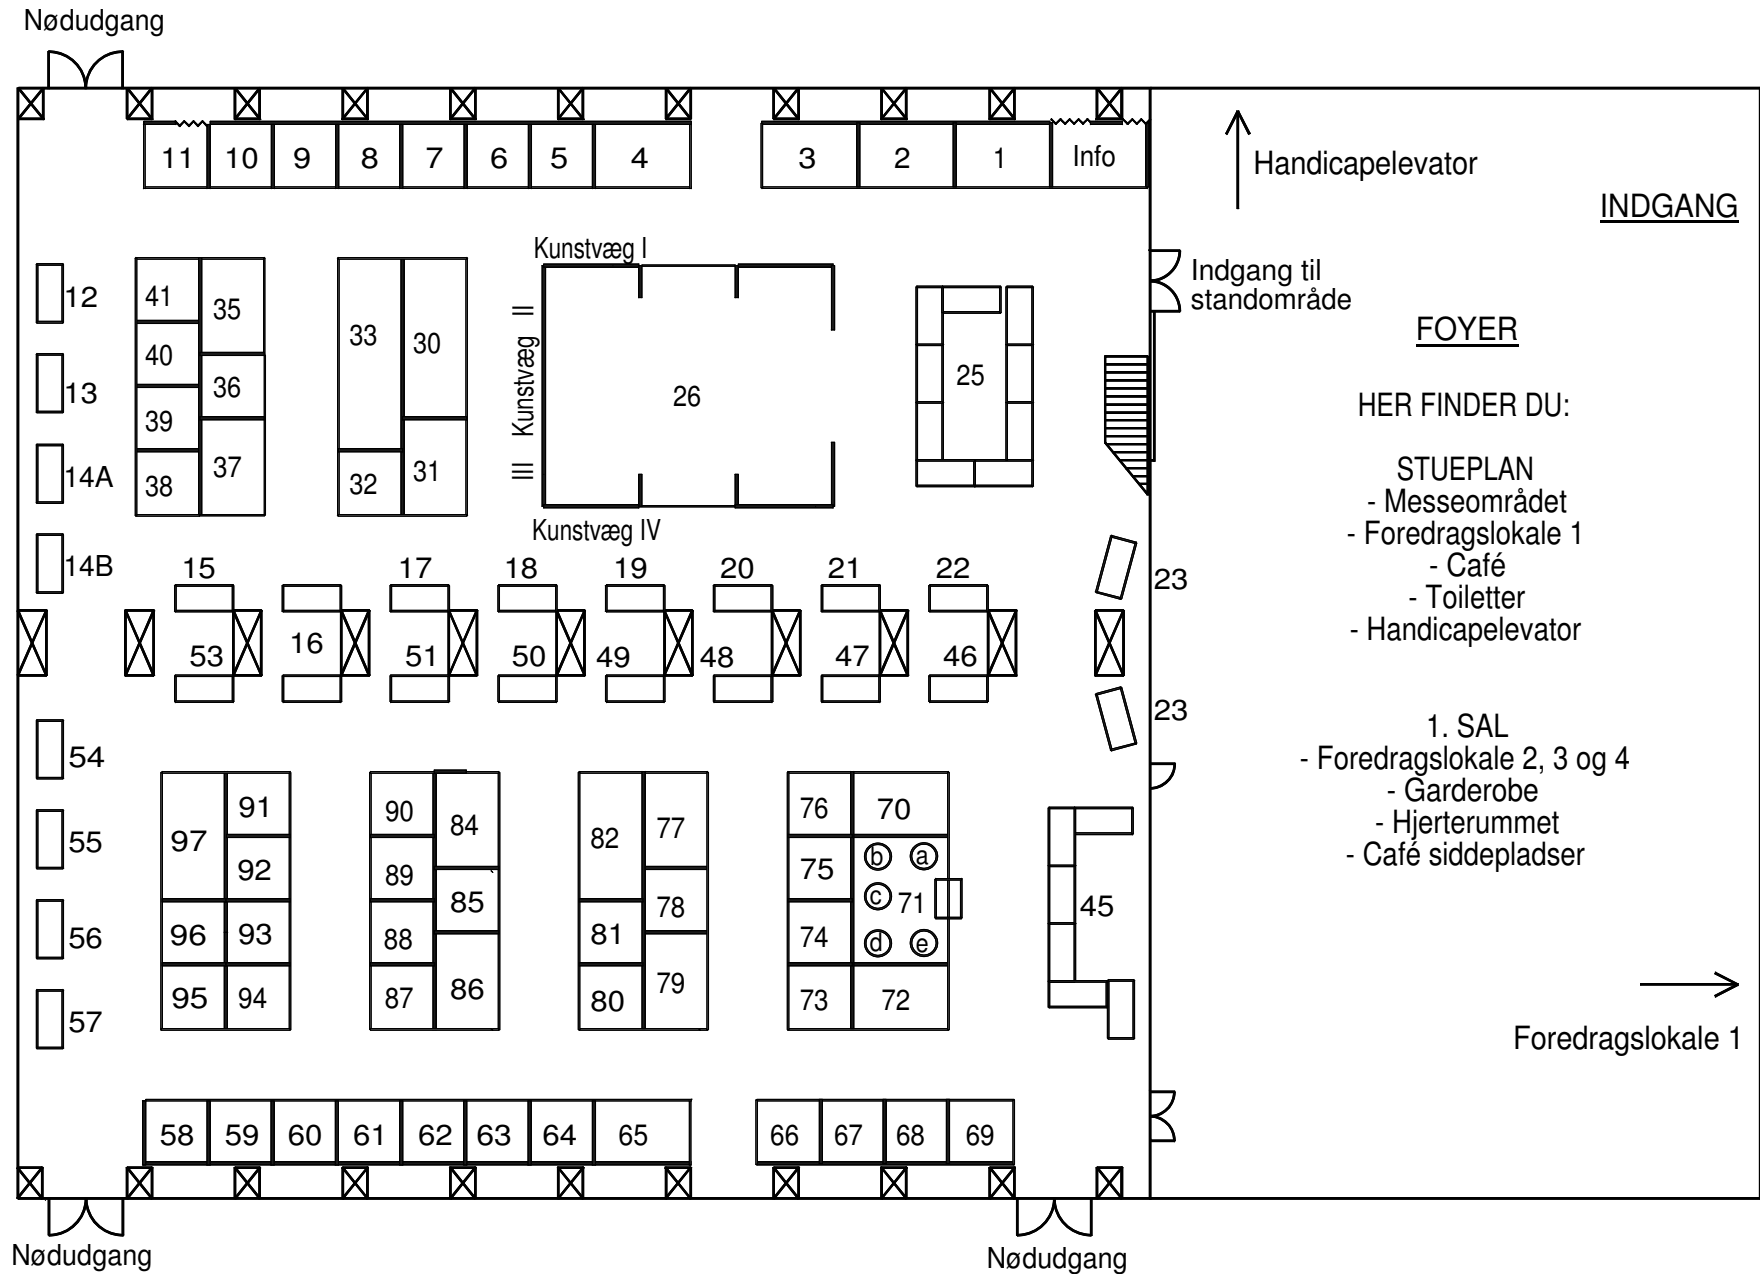 Nødudgang
11 10 9 8 7 6 5 4 3 2 1 Info
Handicapelevator
INDGANG
Kunstvæg I
Indgang til
standområde
12
41
35
33
30
Kunstvæg II
III
26
25
FOYER
13
40
36
39
HER FINDER DU:
14A
38
37
32
31
STUEPLAN
- Messeområdet
- Foredragslokale 1
- Café
- Toiletter
- Handicapelevator
Kunstvæg IV
14B
15 17 18 19 20 21 22
23
53 16 51 50 49 48 47 46
23
1. SAL
- Foredragslokale 2, 3 og 4
- Garderobe
- Hjerterummet
- Café siddepladser
54
91
90
84
82
77
76
70
55
97
92
89
85
78
75
b a
c 71
45
56
96 93
88
81
74
d e
57
95 94
87
86
80
79
73
72
Foredragslokale 1
58 59 60 61 62 63 64 65 66 67 68 69
Nødudgang
Nødudgang